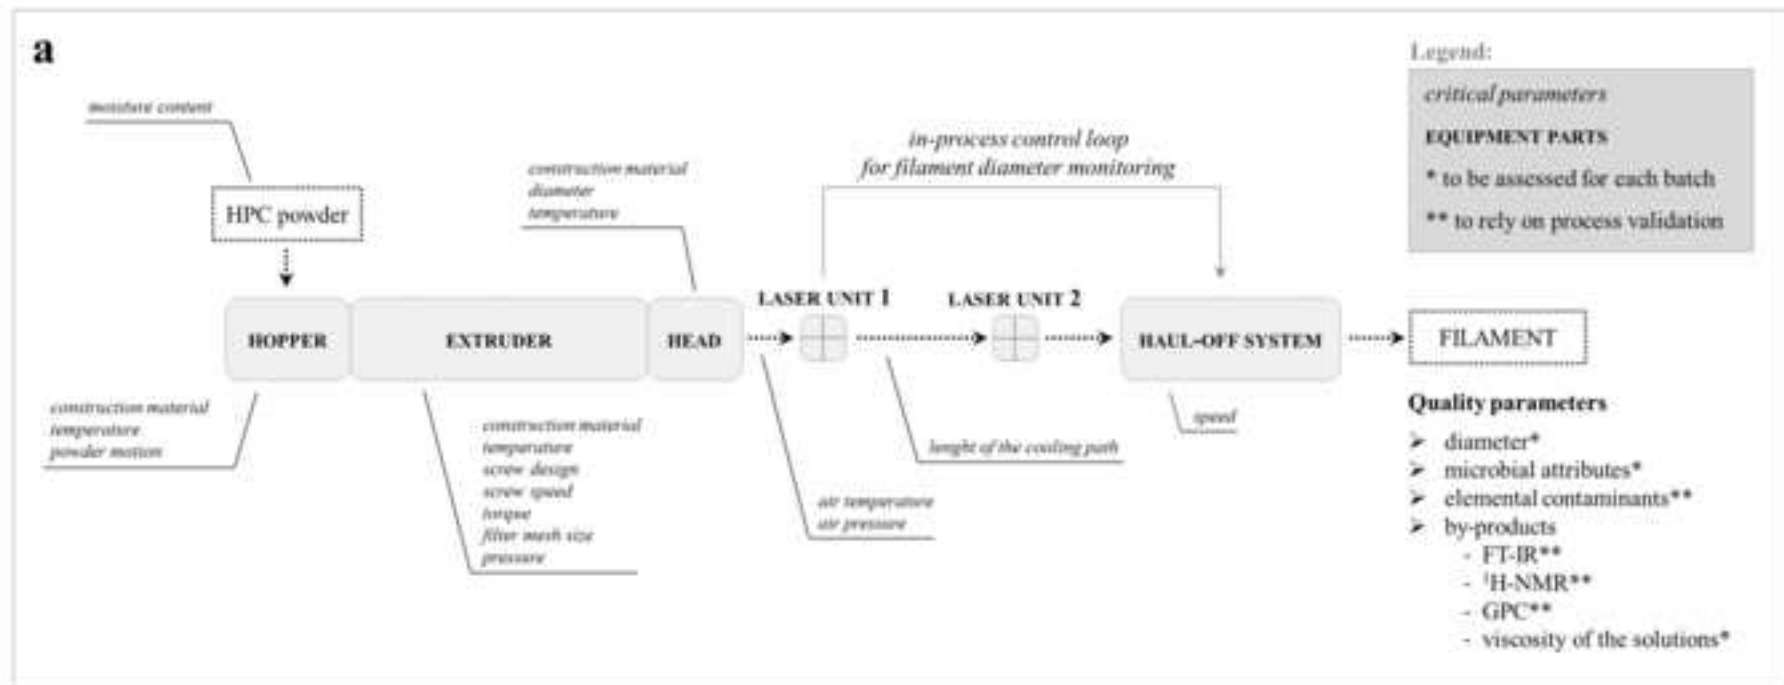 a
Legend:
critical parameters
EQUIPMENT PARTS
* to be assessed for each batch
** to rely on process validation
moisture content
HPC powder
construction material
diameter
temperature
in-process control loop
for filament diameter monitoring
HOPPER
EXTRUDER
HEAD
LASER UNIT 1
LASER UNIT 2
HAUL-OFF SYSTEM
FILAMENT
construction material
temperature
powder motion
construction material
temperature
screw design
screw speed
torque
filter mesh size
pressure
air temperature
air pressure
lenght of the cooling path
speed
Quality parameters
➢ diameter*
➢ microbial attributes*
➢ elemental contaminants**
➢ by-products
- FT-IR**
- ¹H-NMR**
- GPC**
- viscosity of the solutions*